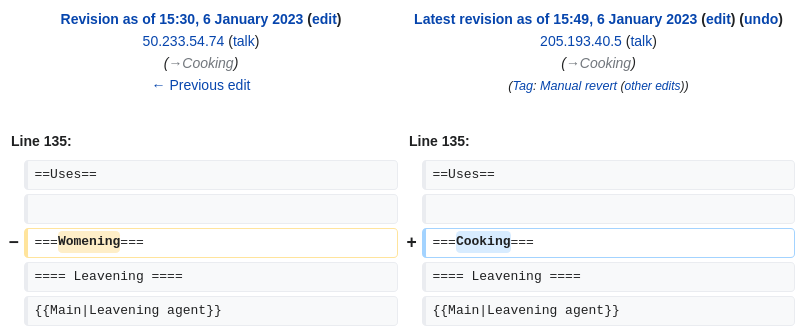 Revision as of 15:30, 6 January 2023 (edit)
50.233.54.74 (talk)
(→Cooking)
← Previous edit
Latest revision as of 15:49, 6 January 2023 (edit) (undo)
205.193.40.5 (talk)
(→Cooking)
(Tag: Manual revert (other edits))
Line 135:
Line 135:
==Uses==
==Uses==
− ===Womening===
+ ===Cooking===
==== Leavening ====
==== Leavening ====
{{Main|Leavening agent}}
{{Main|Leavening agent}}